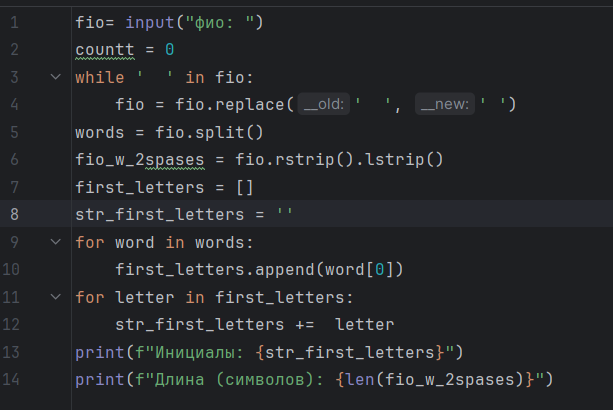 1 fio= input("фио: ")
2 countt = 0
3 while '  ' in fio:
4     fio = fio.replace(__old: '  ', __new: ' ')
5 words = fio.split()
6 fio_w_2spases = fio.rstrip().lstrip()
7 first_letters = []
8 str_first_letters = ''
9 for word in words:
10     first_letters.append(word[0])
11 for letter in first_letters:
12     str_first_letters +=  letter
13 print(f"Инициалы: {str_first_letters}")
14 print(f"Длина (символов): {len(fio_w_2spases)}")